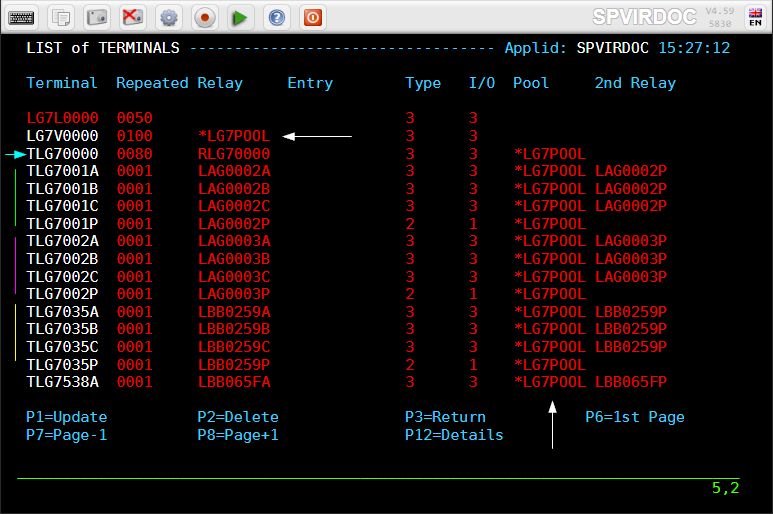 SPVIRDOC V4.59
5830
EN
LIST of TERMINALS ---------------------------------- Applid: SPVIRDOC 15:27:12
Terminal Repeated Relay Entry Type I/O Pool 2nd Relay
LG7L0000 0050 3 3
LG7V0000 0100 *LG7POOL 3 3
TLG70000 0080 RLG70000 3 3 *LG7POOL
TLG7001A 0001 LAG0002A 3 3 *LG7POOL LAG0002P
TLG7001B 0001 LAG0002B 3 3 *LG7POOL LAG0002P
TLG7001C 0001 LAG0002C 3 3 *LG7POOL LAG0002P
TLG7001P 0001 LAG0002P 2 1 *LG7POOL
TLG7002A 0001 LAG0003A 3 3 *LG7POOL LAG0003P
TLG7002B 0001 LAG0003B 3 3 *LG7POOL LAG0003P
TLG7002C 0001 LAG0003C 3 3 *LG7POOL LAG0003P
TLG7002P 0001 LAG0003P 2 1 *LG7POOL
TLG7035A 0001 LBB0259A 3 3 *LG7POOL LBB0259P
TLG7035B 0001 LBB0259B 3 3 *LG7POOL LBB0259P
TLG7035C 0001 LBB0259C 3 3 *LG7POOL LBB0259P
TLG7035P 0001 LBB0259P 2 1 *LG7POOL
TLG7538A 0001 LBB065FA 3 3 *LG7POOL LBB065FP
P1=Update P2=Delete P3=Return P6=1st Page
P7=Page-1 P8=Page+1 P12=Details
5,2